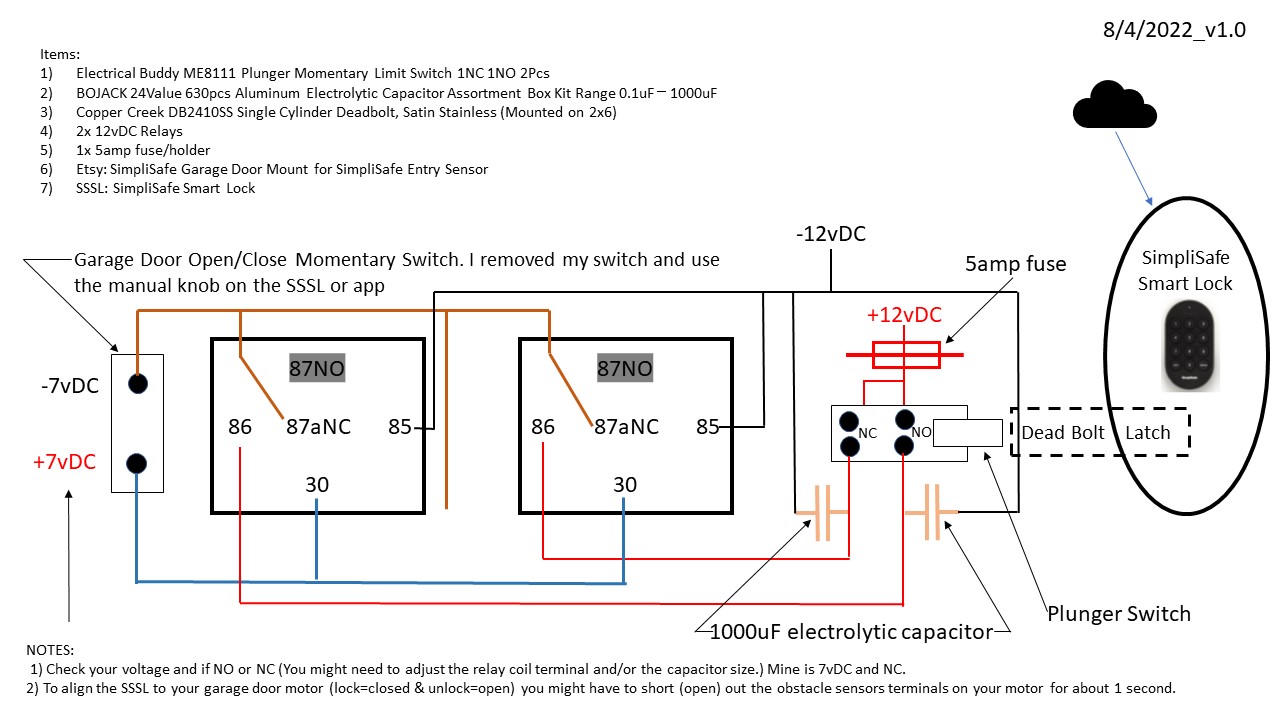 8/4/2022_v1.0
Items:
1) Electrical Buddy ME8111 Plunger Momentary Limit Switch 1NC 1NO 2Pcs
2) BOJACK 24Value 630pcs Aluminum Electrolytic Capacitor Assortment Box Kit Range 0.1uF – 1000uF
3) Copper Creek DB2410SS Single Cylinder Deadbolt, Satin Stainless (Mounted on 2x6)
4) 2x 12vDC Relays
5) 1x 5amp fuse/holder
6) Etsy: SimpliSafe Garage Door Mount for SimpliSafe Entry Sensor
7) SSSL: SimpliSafe Smart Lock
-12vDC
Garage Door Open/Close Momentary Switch. I removed my switch and use
the manual knob on the SSSL or app
5amp fuse
SimpliSafe
Smart Lock
+12vDC
87NO
87NO
-7vDC
86 87aNC 85
86 87aNC 85
NC
NO
Dead Bolt Latch
+7vDC
30
30
Plunger Switch
1000uF electrolytic capacitor
NOTES:
1) Check your voltage and if NO or NC (You might need to adjust the relay coil terminal and/or the capacitor size.) Mine is 7vDC and NC.
2) To align the SSSL to your garage door motor (lock=closed & unlock=open) you might have to short (open) out the obstacle sensors terminals on your motor for about 1 second.